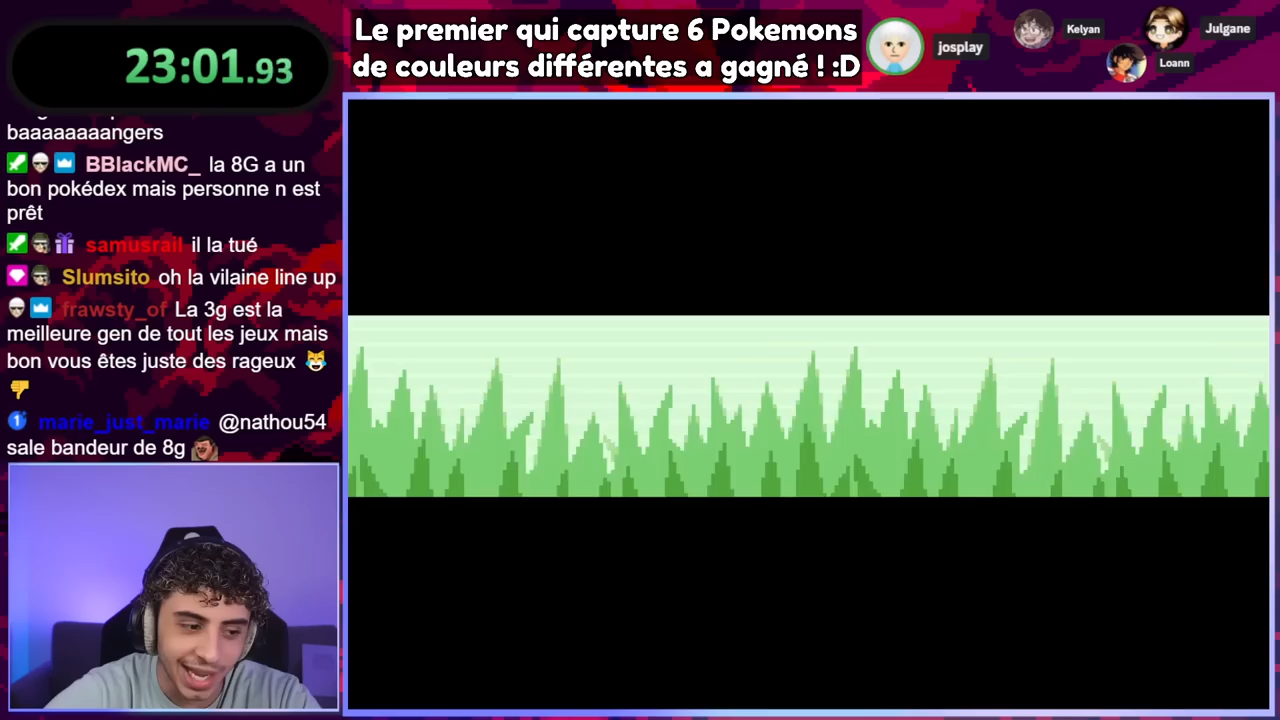 23:01.93
Le premier qui capture 6 Pokemons
de couleurs différentes a gagné ! :D
josplay
Kelyan
Julgane
Loann
baaaaaaaangers
BBlackMC_ la 8G a un
bon pokédex mais personne n est
prêt
samusrail il la tué
Slumsito oh la vilaine line up
frawsty_of La 3g est la
meilleure gen de tout les jeux mais
bon vous êtes juste des rageux 😹
👎
marie_just_marie @nathou54
sale bandeur de 8g